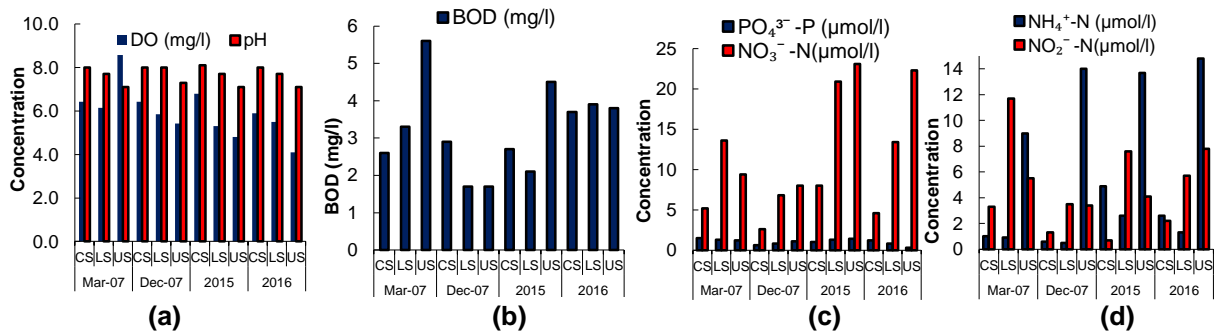 DO (mg/l) pH
Concentration
8.0
6.0
4.0
2.0
0.0
CS LS US CS LS US CS LS US CS LS US
Mar-07 Dec-07 2015 2016
(a)
BOD (mg/l)
BOD (mg/l)
6
5
4
3
2
1
0
CS LS US CS LS US CS LS US CS LS US
Mar-07 Dec-07 2015 2016
(b)
PO₄³⁻ -P (µmol/l)
NO₃⁻ -N(µmol/l)
Concentration
25
20
15
10
5
0
CS LS US CS LS US CS LS US CS LS US
Mar-07 Dec-07 2015 2016
(c)
NH₄⁺-N (µmol/l)
NO₂⁻ -N(µmol/l)
Concentration
14
12
10
8
6
4
2
0
CS LS US CS LS US CS LS US CS LS US
Mar-07 Dec-07 2015 2016
(d)